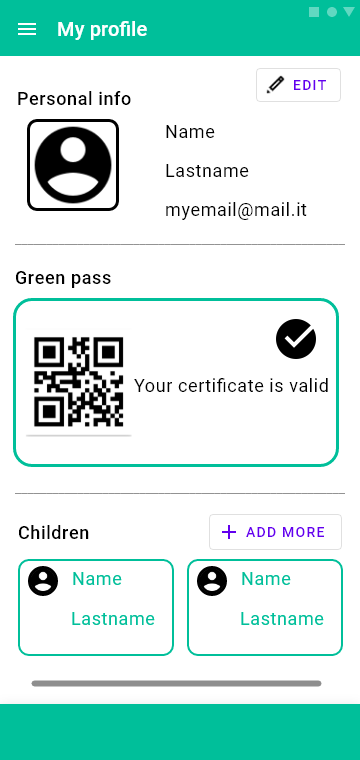 My profile
EDIT
Personal info
Name
Lastname
myemail@mail.it
Green pass
Your certificate is valid
Children
ADD MORE
Name
Name
Lastname
Lastname